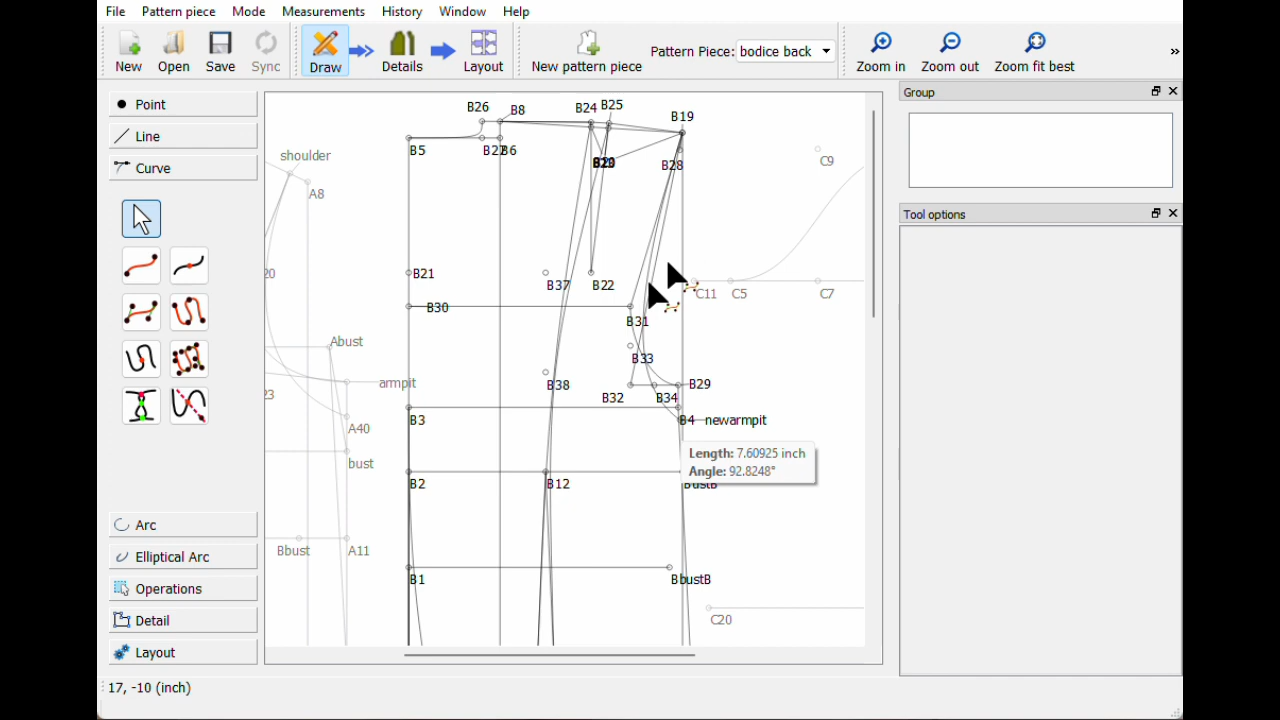 File Pattern piece Mode Measurements History Window Help
New Open Save Sync Draw Details Layout New pattern piece Pattern Piece: bodice back Zoom in Zoom out Zoom fit best »
Point
Line
Curve
Arc
Elliptical Arc
Operations
Detail
Layout
B26 B8 B24 B25 B19
B5
B28
shoulder
A8
C9
20
B21 B37 B22 C11 C5 C7
B30
B31
Abust
B33
armpit B38 B29
23 B32 B34
A40 B3 B4 newarmpit
bust
Length: 7.60925 inch
Angle: 92.8248°
B2 B12
Bbust A11
B1 BbustB
C20
Group
Tool options
17, -10 (inch)